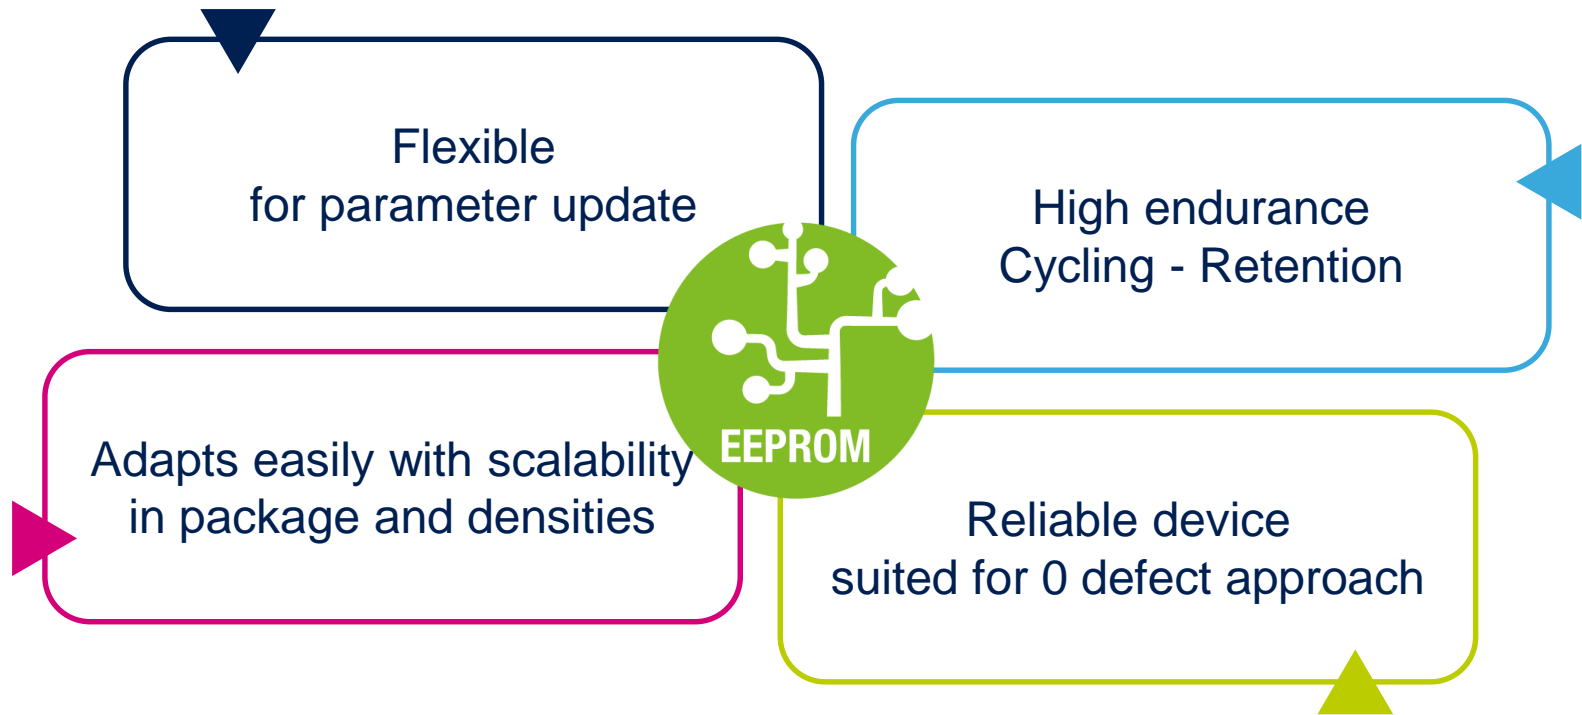 Flexible
for parameter update
High endurance
Cycling - Retention
EEPROM
Adapts easily with scalability
in package and densities
Reliable device
suited for 0 defect approach